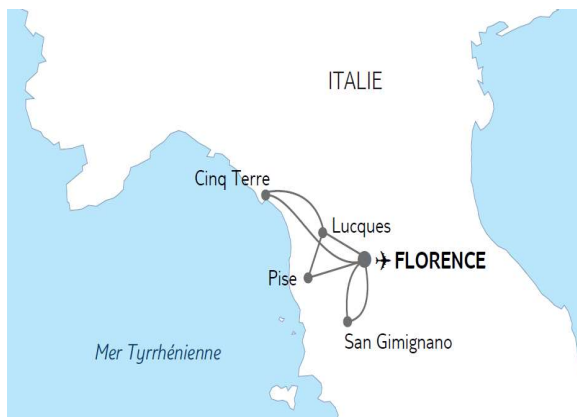 ITALIE
Cinq Terre
Lucques
FLORENCE
Pise
San Gimignano
Mer Tyrrhénienne